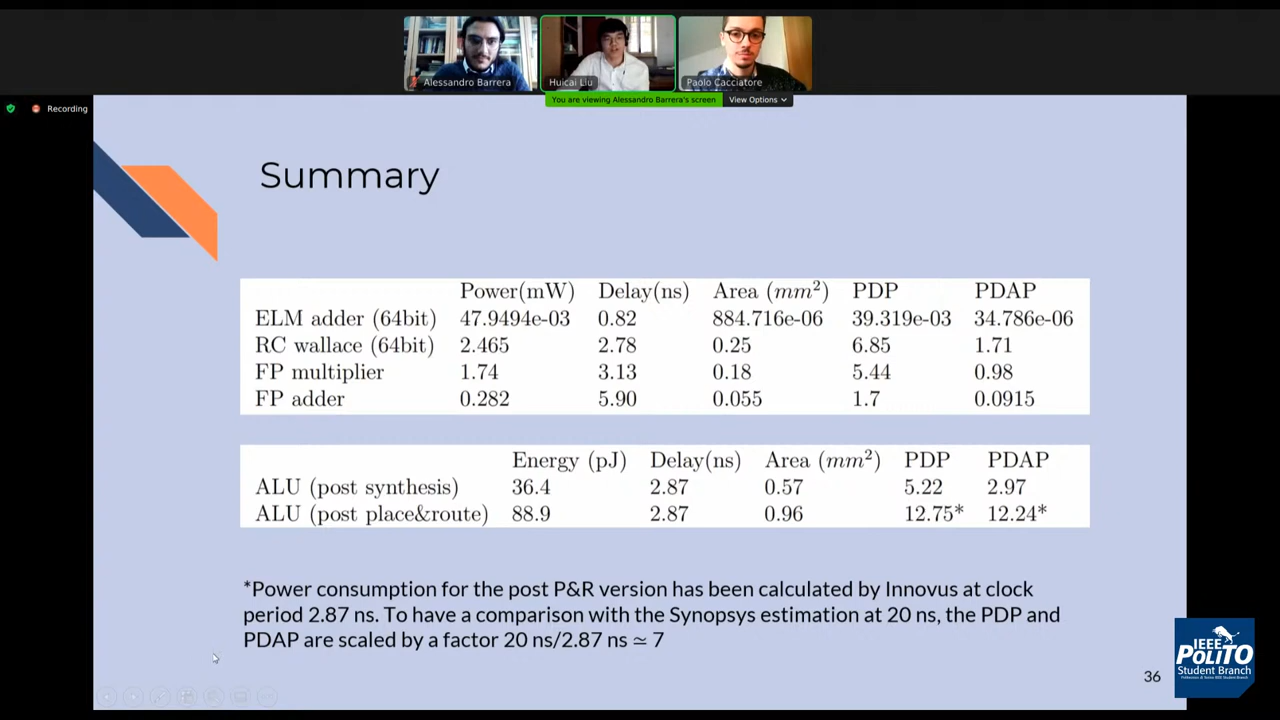 Alessandro Barrera
Huicai Liu
Paolo Cacciatore
You are viewing Alessandro Barrera's screen
View Options
Recording
Summary
Power(mW) Delay(ns) Area (mm²) PDP PDAP
ELM adder (64bit) 47.9494e-03 0.82 884.716e-06 39.319e-03 34.786e-06
RC wallace (64bit) 2.465 2.78 0.25 6.85 1.71
FP multiplier 1.74 3.13 0.18 5.44 0.98
FP adder 0.282 5.90 0.055 1.7 0.0915
Energy (pJ) Delay(ns) Area (mm²) PDP PDAP
ALU (post synthesis) 36.4 2.87 0.57 5.22 2.97
ALU (post place&route) 88.9 2.87 0.96 12.75* 12.24*
*Power consumption for the post P&R version has been calculated by Innovus at clock
period 2.87 ns. To have a comparison with the Synopsys estimation at 20 ns, the PDP and
PDAP are scaled by a factor 20 ns/2.87 ns ≃ 7
36
IEEE
POLITO
Student Branch
Politecnico di Torino IEEE Student Branch